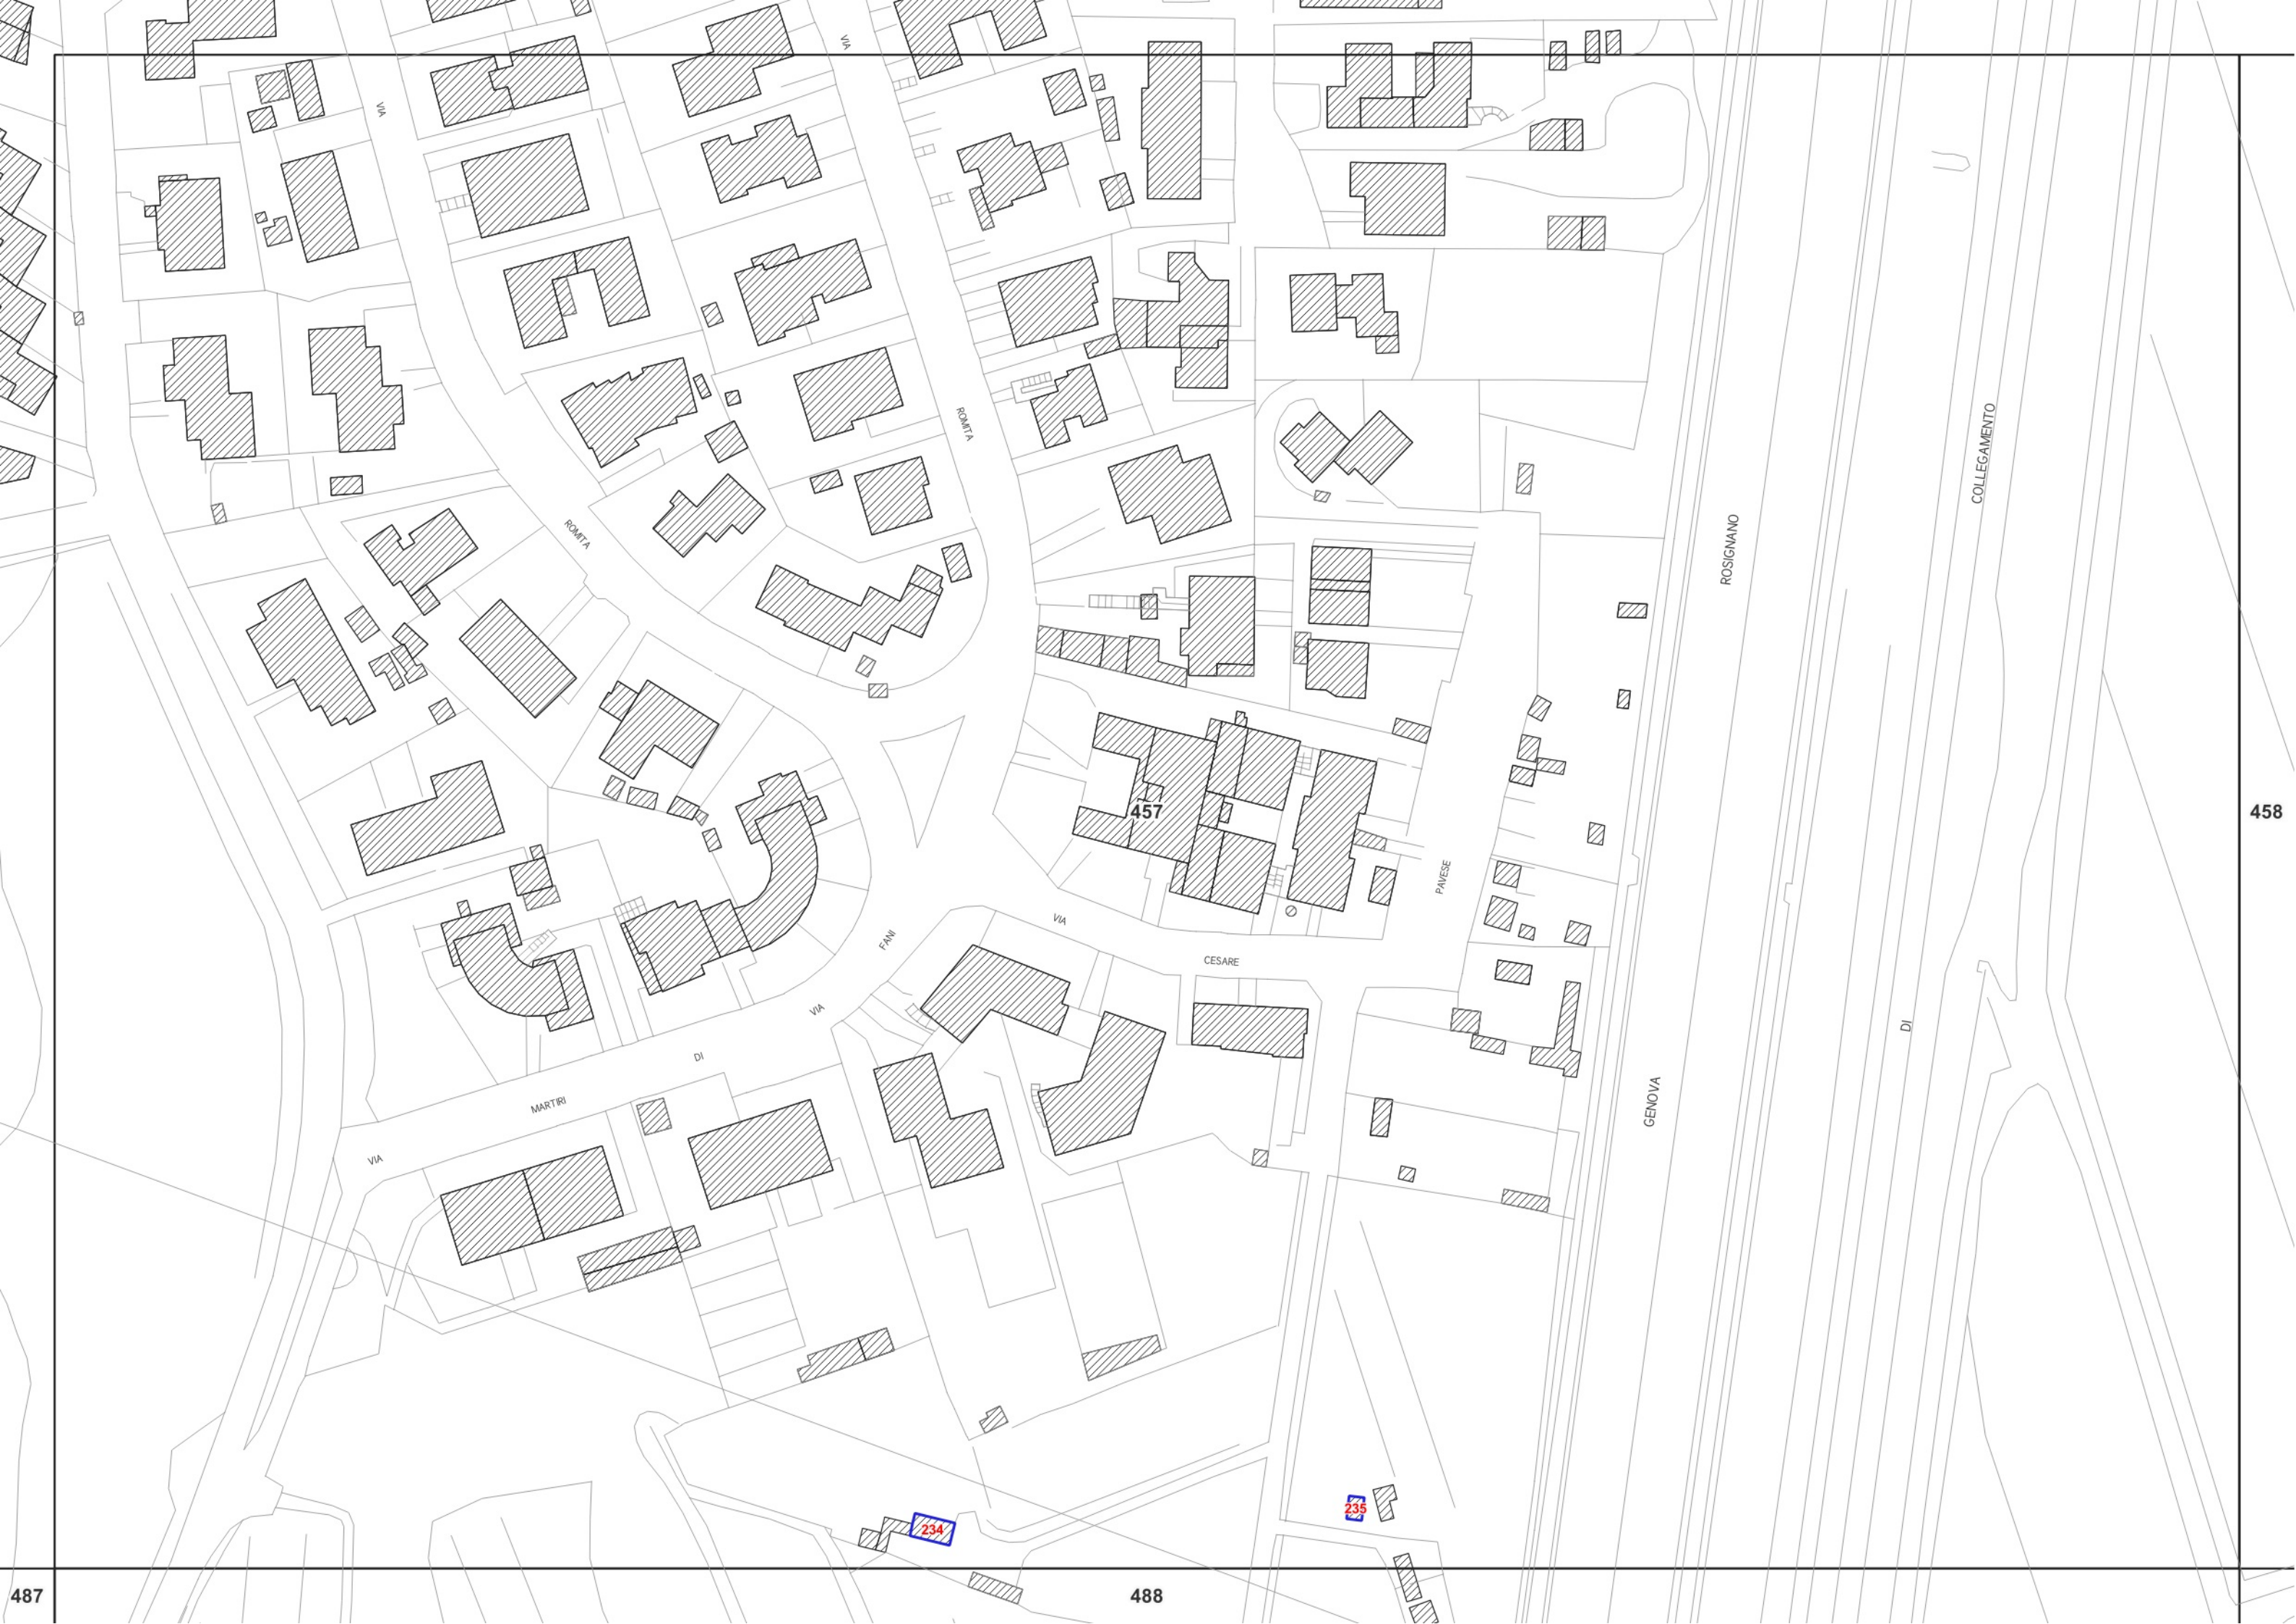 VIA
VIA
ROMITA
COLLEGAMENTO
ROMITA
ROSIGNANO
457
458
PAVESE
VIA
FANI
CESARE
VIA
DI
DI
MARTIRI
GENOVA
VIA
235
234
487
488